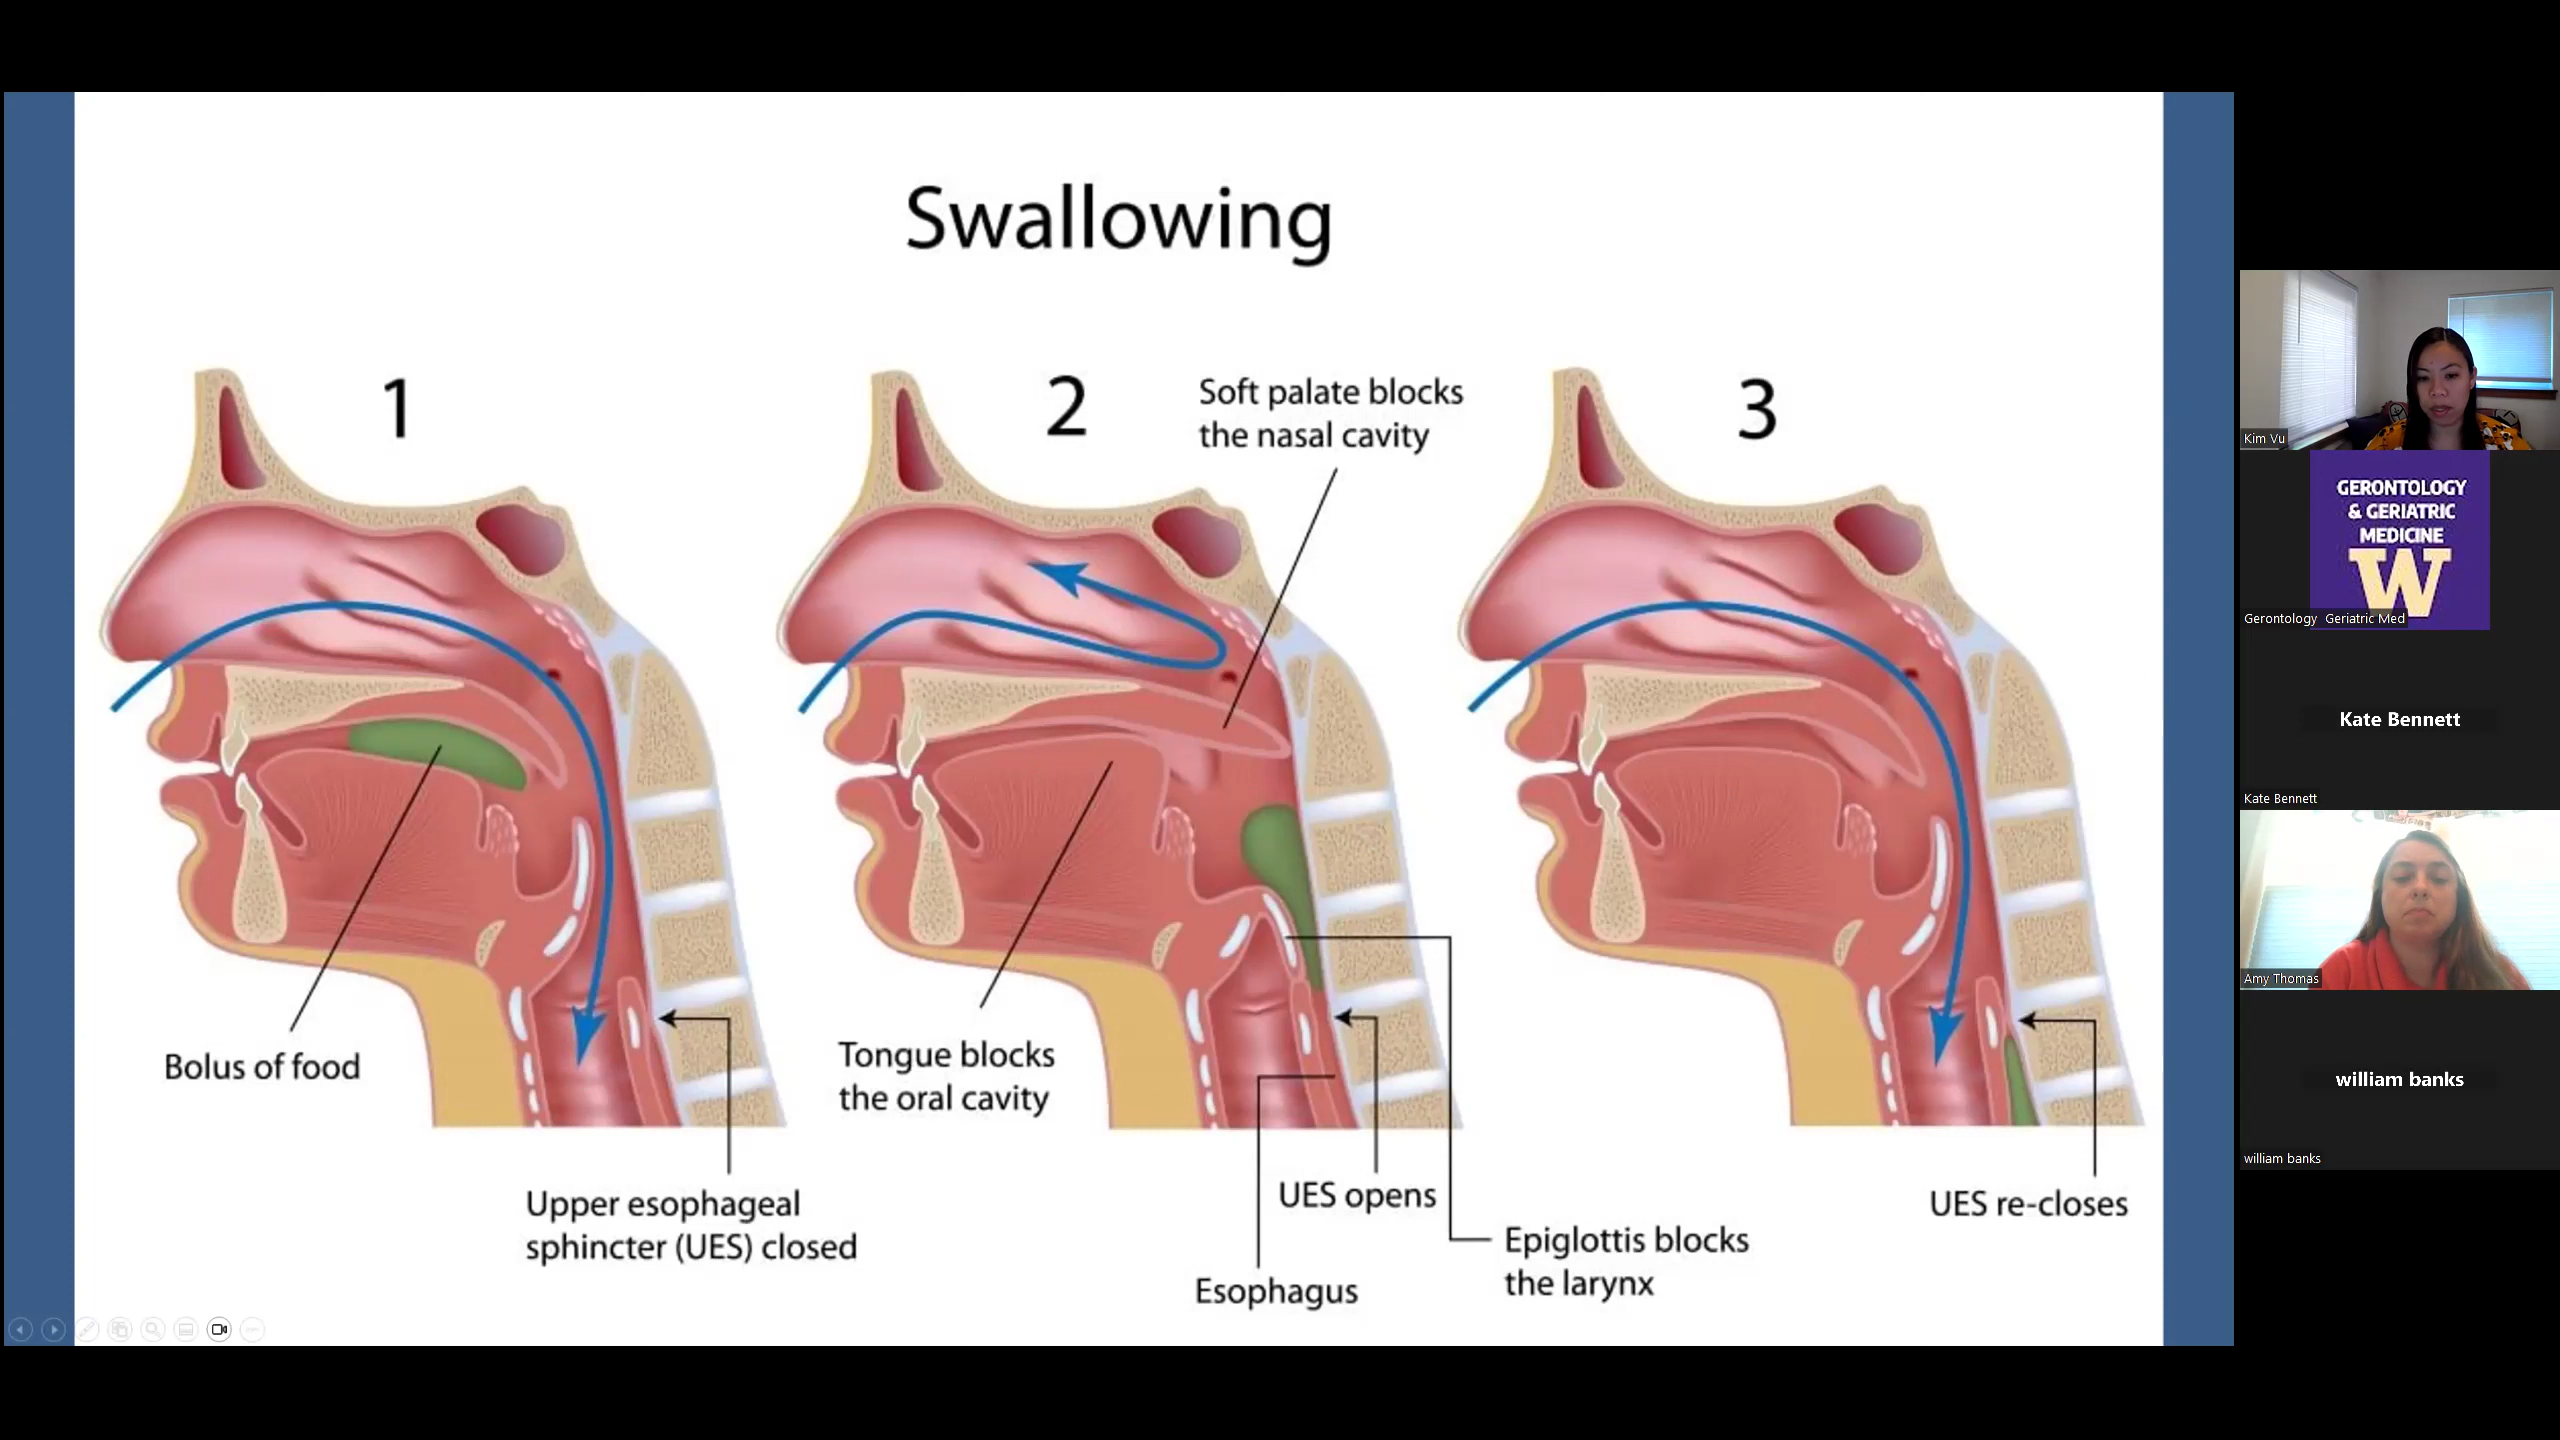 Swallowing
1
2
3
Soft palate blocks
the nasal cavity
Bolus of food
Tongue blocks
the oral cavity
Upper esophageal
sphincter (UES) closed
UES opens
Esophagus
Epiglottis blocks
the larynx
UES re-closes
Kim Vu
GERONTOLOGY
& GERIATRIC
MEDICINE
W
Gerontology Geriatric Med
Kate Bennett
Kate Bennett
Amy Thomas
william banks
william banks